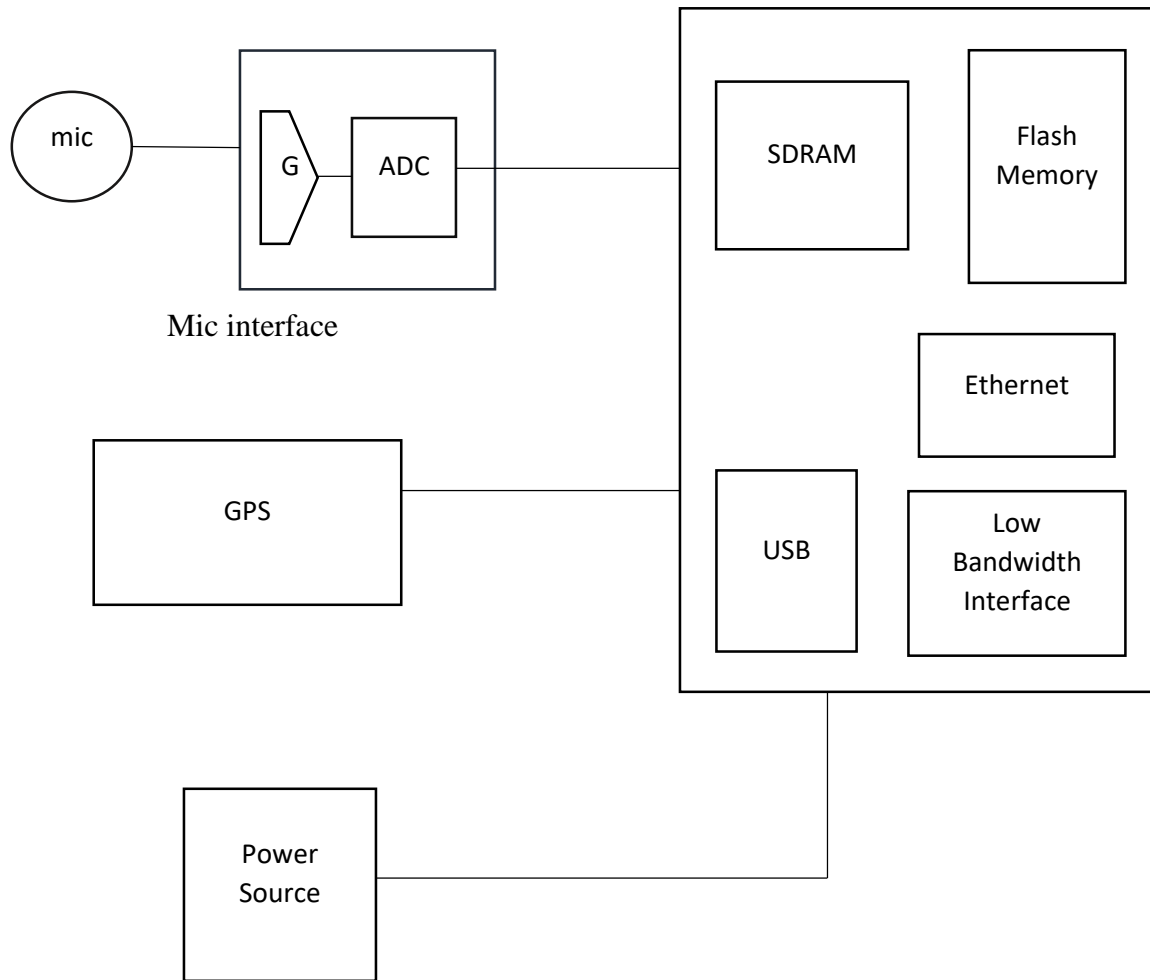 mic
G
ADC
Mic interface
SDRAM
Flash
Memory
Ethernet
GPS
USB
Low
Bandwidth
Interface
Power
Source